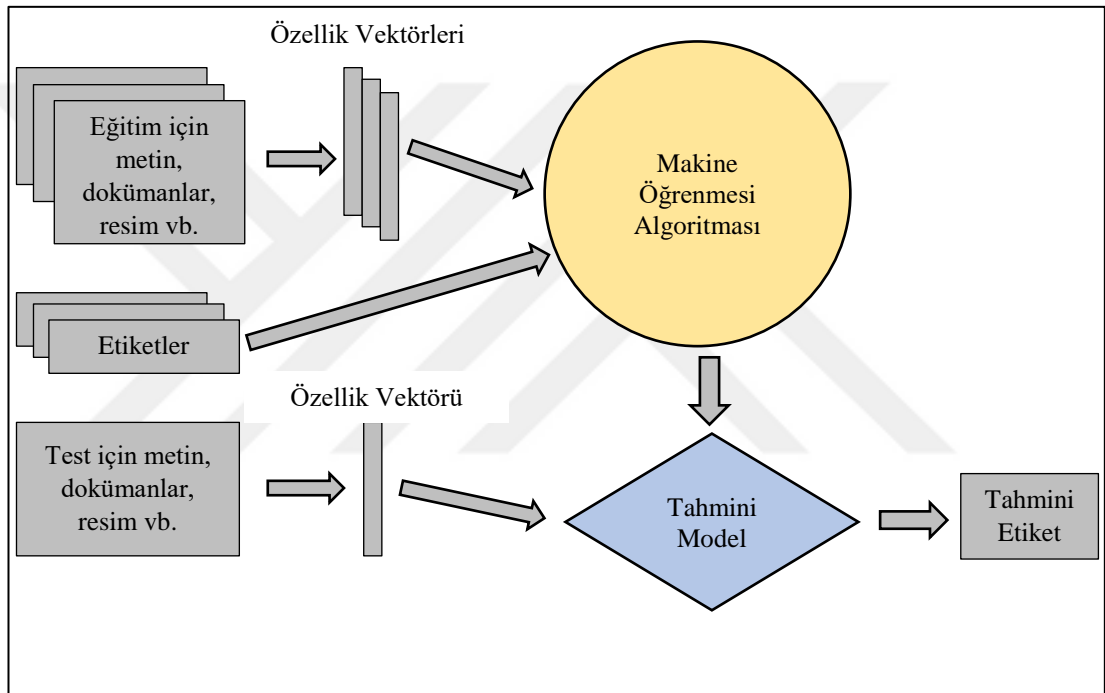 Özellik Vektörleri
Eğitim için
metin,
dokümanlar,
resim vb.
Makine
Öğrenmesi
Algoritması
Etiketler
Özellik Vektörü
Test için metin,
dokümanlar,
resim vb.
Tahmini
Model
Tahmini
Etiket